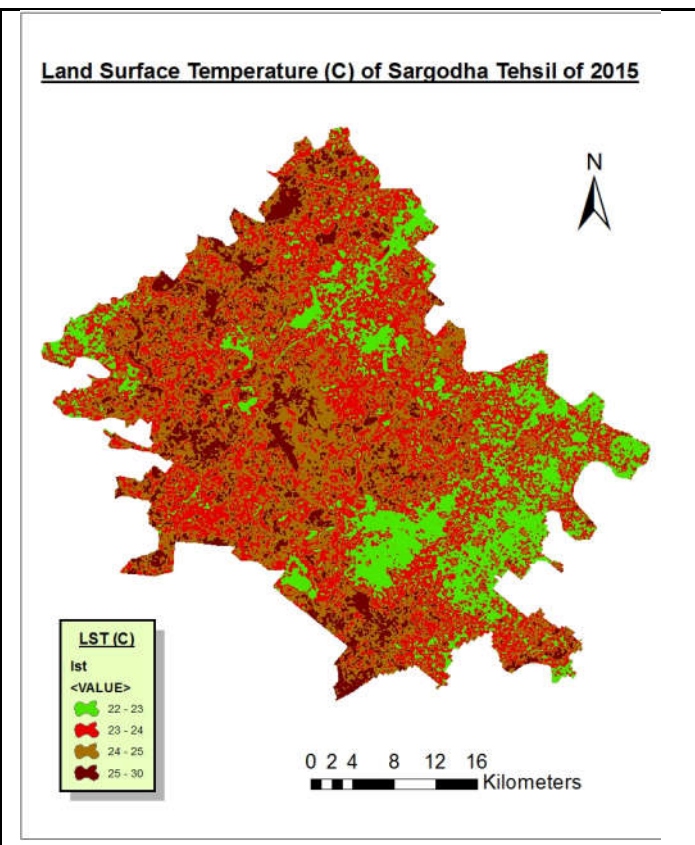 Land Surface Temperature (C) of Sargodha Tehsil of 2015
N
LST (C)
lst
<VALUE>
22 - 23
23 - 24
24 - 25
25 - 30
0 2 4 8 12 16
Kilometers